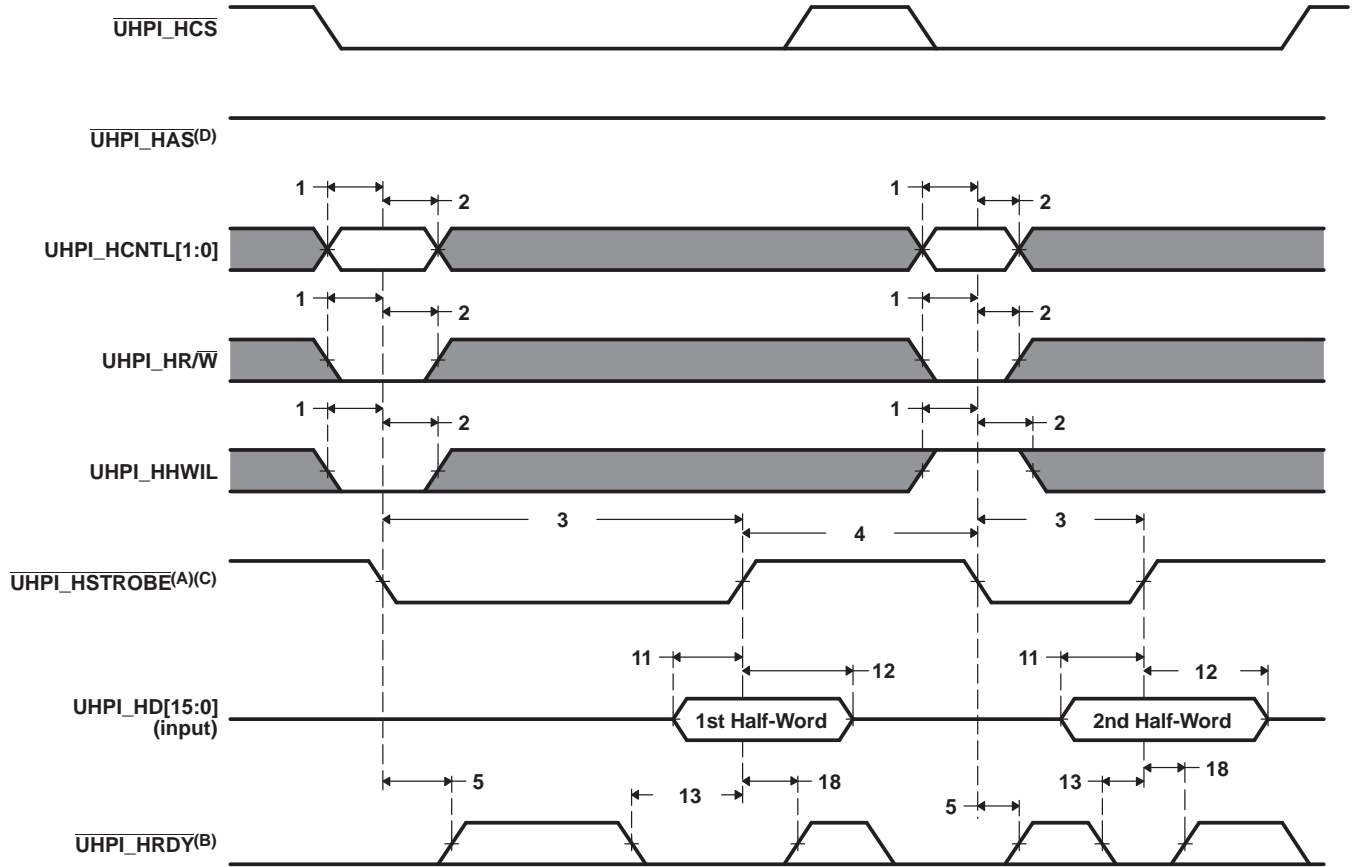 UHPI_HCS
UHPI_HAS(D)
1 2 1 2
UHPI_HCNTL[1:0]
1 2 1 2
UHPI_HR/W
1 2 1 2
UHPI_HHWIL
3 4 3
UHPI_HSTROBE(A)(C)
11 12 11 12
UHPI_HD[15:0]
(input)
1st Half-Word 2nd Half-Word
5 13 18 5 13 18
UHPI_HRDY(B)